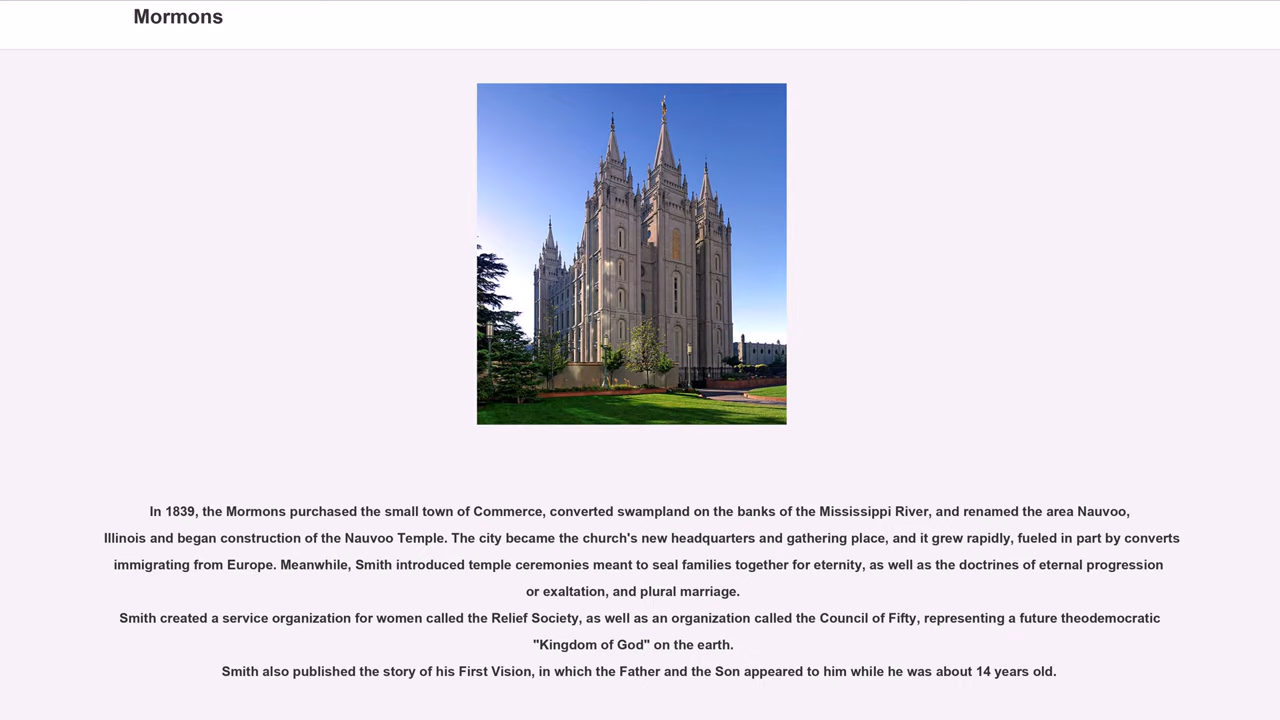 Mormons
In 1839, the Mormons purchased the small town of Commerce, converted swampland on the banks of the Mississippi River, and renamed the area Nauvoo,
Illinois and began construction of the Nauvoo Temple. The city became the church's new headquarters and gathering place, and it grew rapidly, fueled in part by converts
immigrating from Europe. Meanwhile, Smith introduced temple ceremonies meant to seal families together for eternity, as well as the doctrines of eternal progression
or exaltation, and plural marriage.
Smith created a service organization for women called the Relief Society, as well as an organization called the Council of Fifty, representing a future theodemocratic
"Kingdom of God" on the earth.
Smith also published the story of his First Vision, in which the Father and the Son appeared to him while he was about 14 years old.